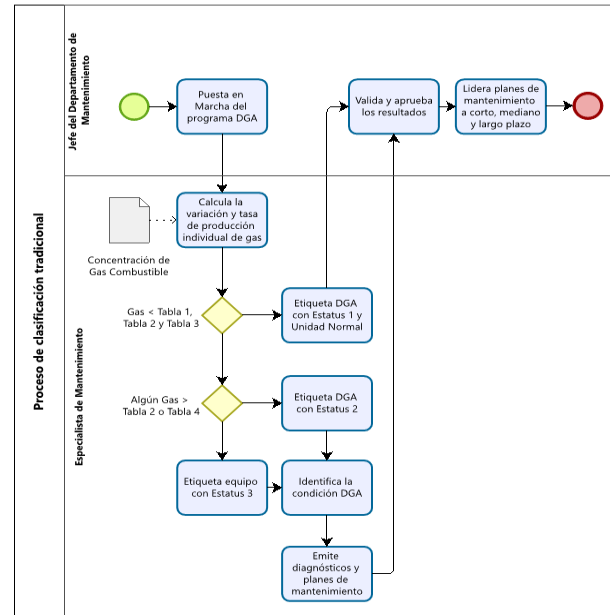 Proceso de clasificación tradicional
Jefe del Departamento de
Mantenimiento
Puesta en
Marcha del
programa DGA
Valida y aprueba
los resultados
Lidera planes de
mantenimiento
a corto, mediano
y largo plazo
Especialista de Mantenimiento
Calcula la
variación y tasa
de producción
individual de gas
Concentración de
Gas Combustible
Gas < Tabla 1,
Tabla 2 y Tabla 3
Etiqueta DGA
con Estatus 1 y
Unidad Normal
Algún Gas >
Tabla 2 o Tabla 4
Etiqueta DGA
con Estatus 2
Etiqueta equipo
con Estatus 3
Identifica la
condición DGA
Emite
diagnósticos y
planes de
mantenimiento